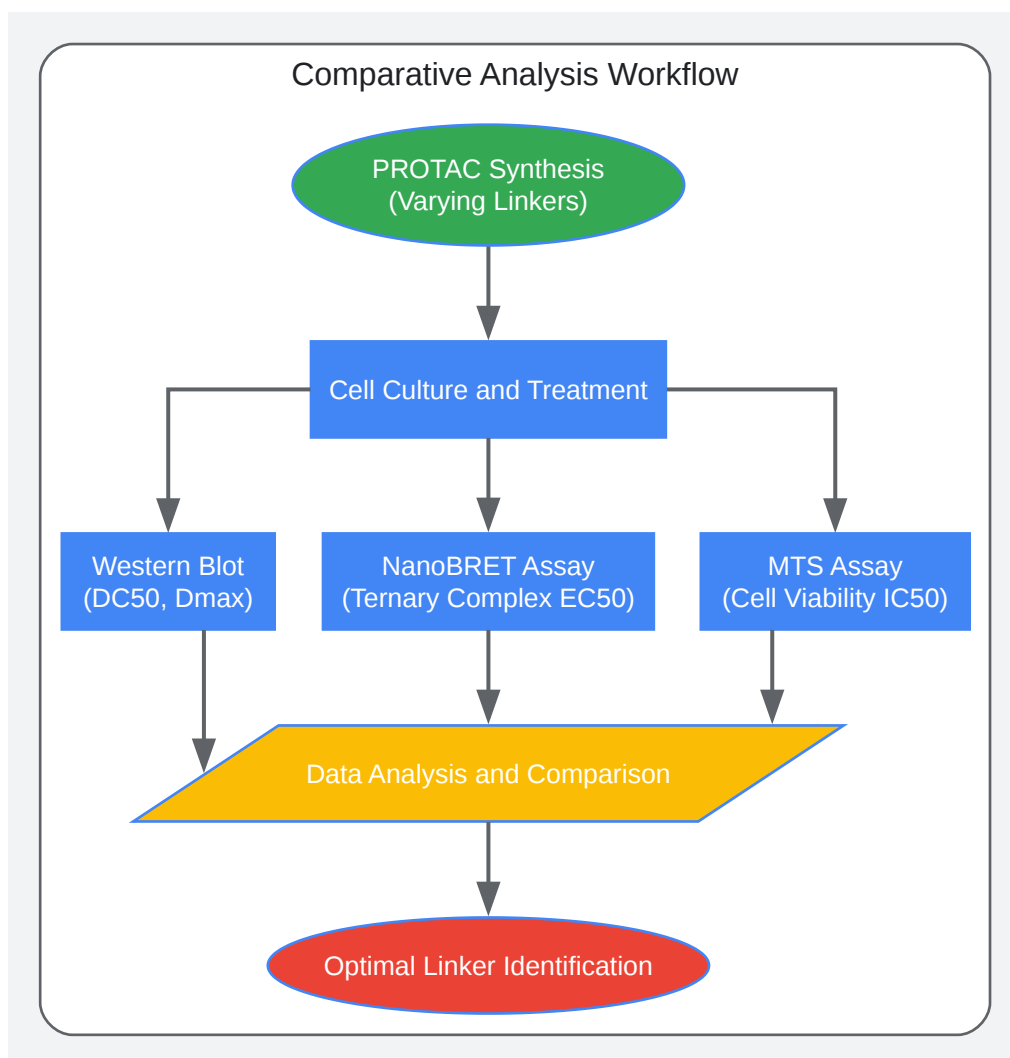 Comparative Analysis Workflow
PROTAC Synthesis
(Varying Linkers)
Cell Culture and Treatment
Western Blot
(DC50, Dmax)
NanoBRET Assay
(Ternary Complex EC50)
MTS Assay
(Cell Viability IC50)
Data Analysis and Comparison
Optimal Linker Identification